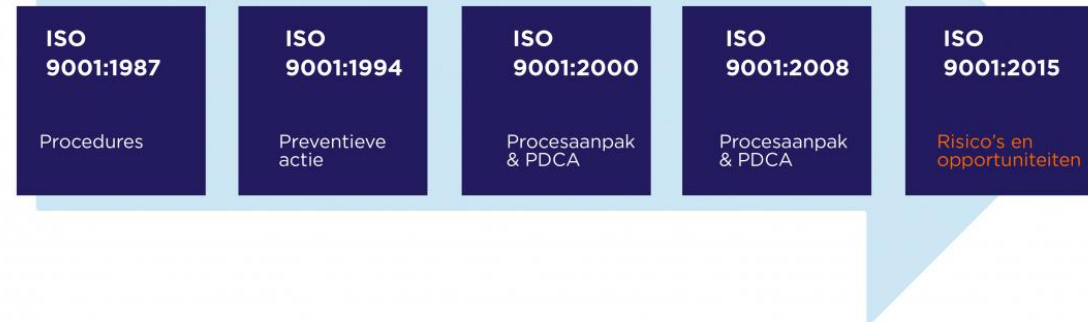 ISO
9001:1987
Procedures
ISO
9001:1994
Preventieve
actie
ISO
9001:2000
Procesaanpak
& PDCA
ISO
9001:2008
Procesaanpak
& PDCA
ISO
9001:2015
Risico's en
opportuniteiten